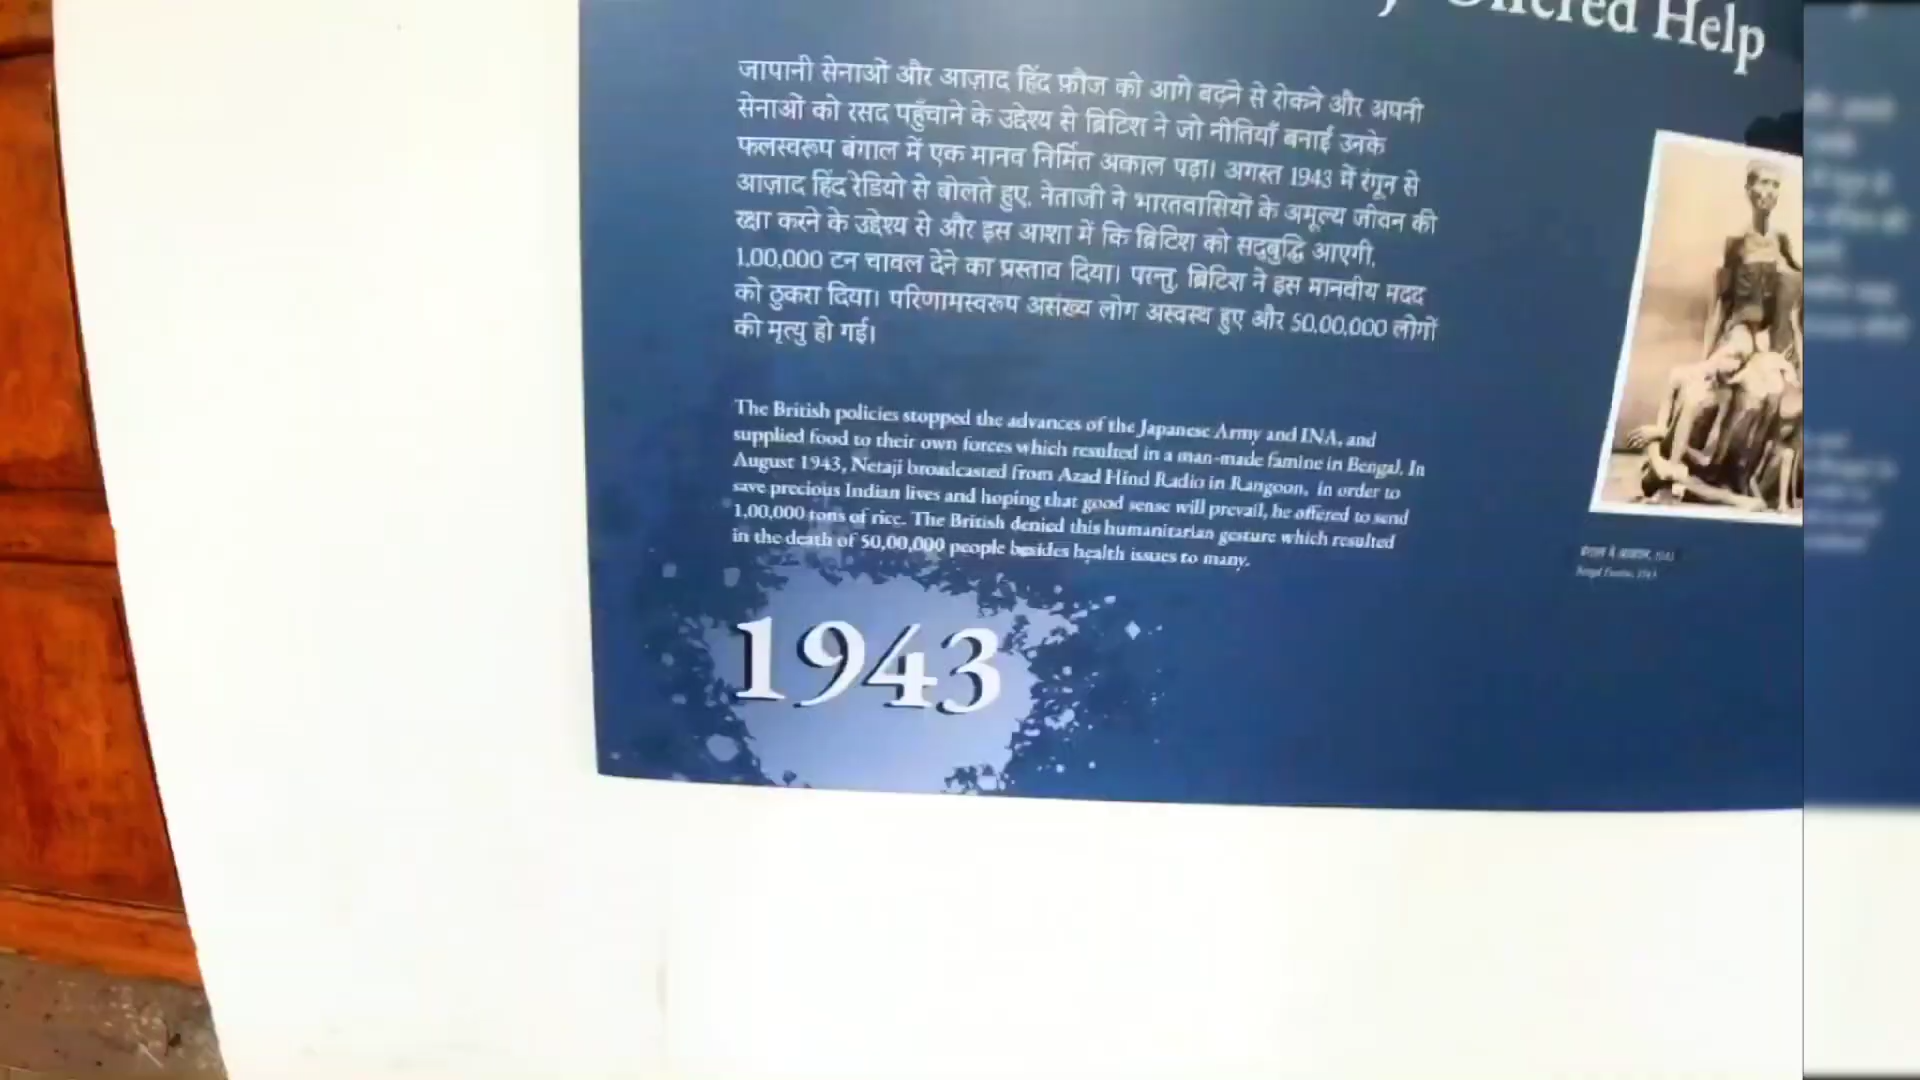 Offered Help
जापानी सेनाओं और आज़ाद हिंद फ़ौज को आगे बढ़ने से रोकने और अपनी
सेनाओं को रसद पहुँचाने के उद्देश्य से ब्रिटिश ने जो नीतियाँ बनाईं उनके
फलस्वरूप बंगाल में एक मानव निर्मित अकाल पड़ा। अगस्त 1943 में रंगून से
आज़ाद हिंद रेडियो से बोलते हुए, नेताजी ने भारतवासियों के अमूल्य जीवन की
रक्षा करने के उद्देश्य से और इस आशा में कि ब्रिटिश को सद्बुद्धि आएगी,
1,00,000 टन चावल देने का प्रस्ताव दिया। परन्तु, ब्रिटिश ने इस मानवीय मदद
को ठुकरा दिया। परिणामस्वरूप असंख्य लोग अस्वस्थ हुए और 50,00,000 लोगों
की मृत्यु हो गई।
The British policies stopped the advances of the Japanese Army and INA, and
supplied food to their own forces which resulted in a man-made famine in Bengal. In
August 1943, Netaji broadcasted from Azad Hind Radio in Rangoon, in order to
save precious Indian lives and hoping that good sense will prevail, he offered to send
1,00,000 tons of rice. The British denied this humanitarian gesture which resulted
in the death of 50,00,000 people besides health issues to many.
बंगाल में अकाल, 1943
Bengal Famine, 1943
1943